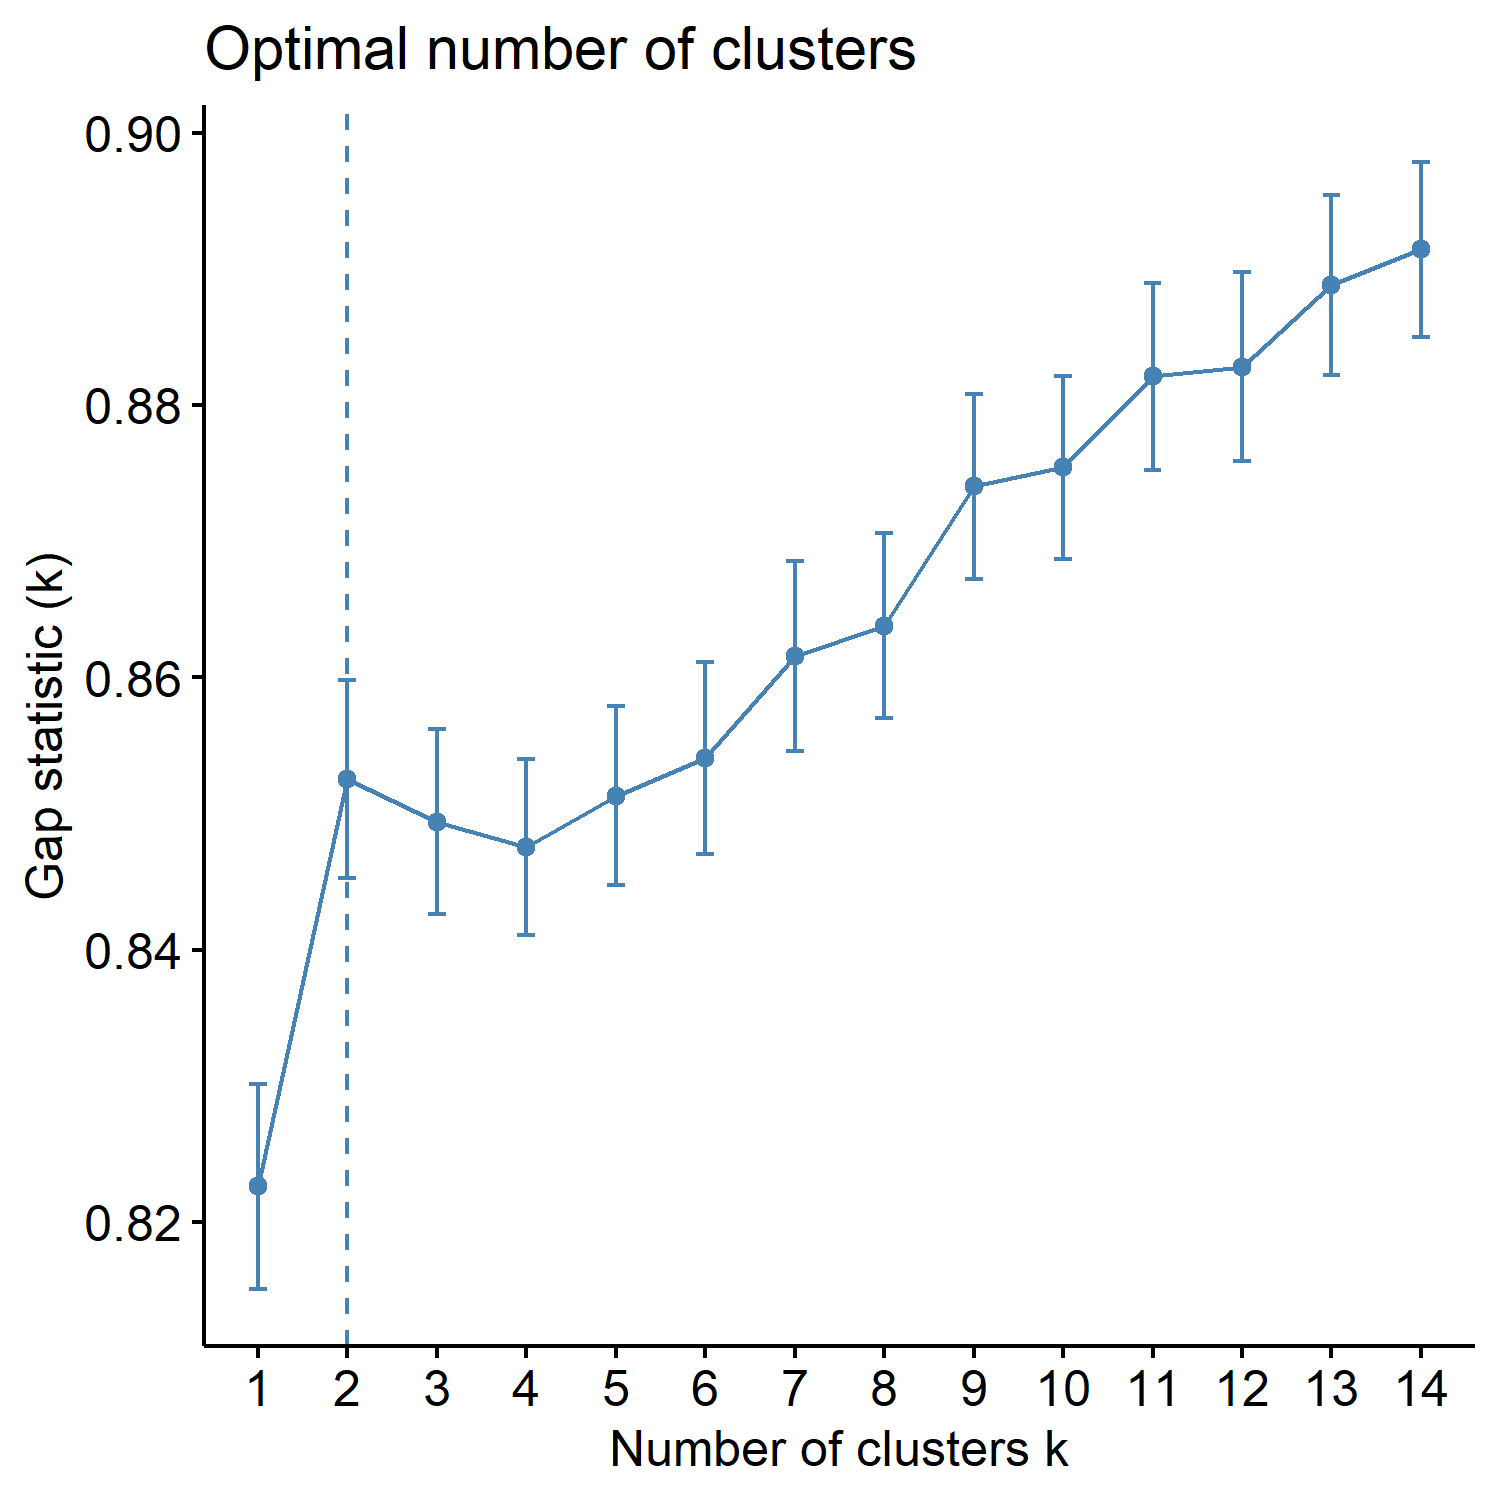 Optimal number of clusters
0.90
0.88
0.86
0.84
0.82
Gap statistic (k)
1 2 3 4 5 6 7 8 9 10 11 12 13 14
Number of clusters k